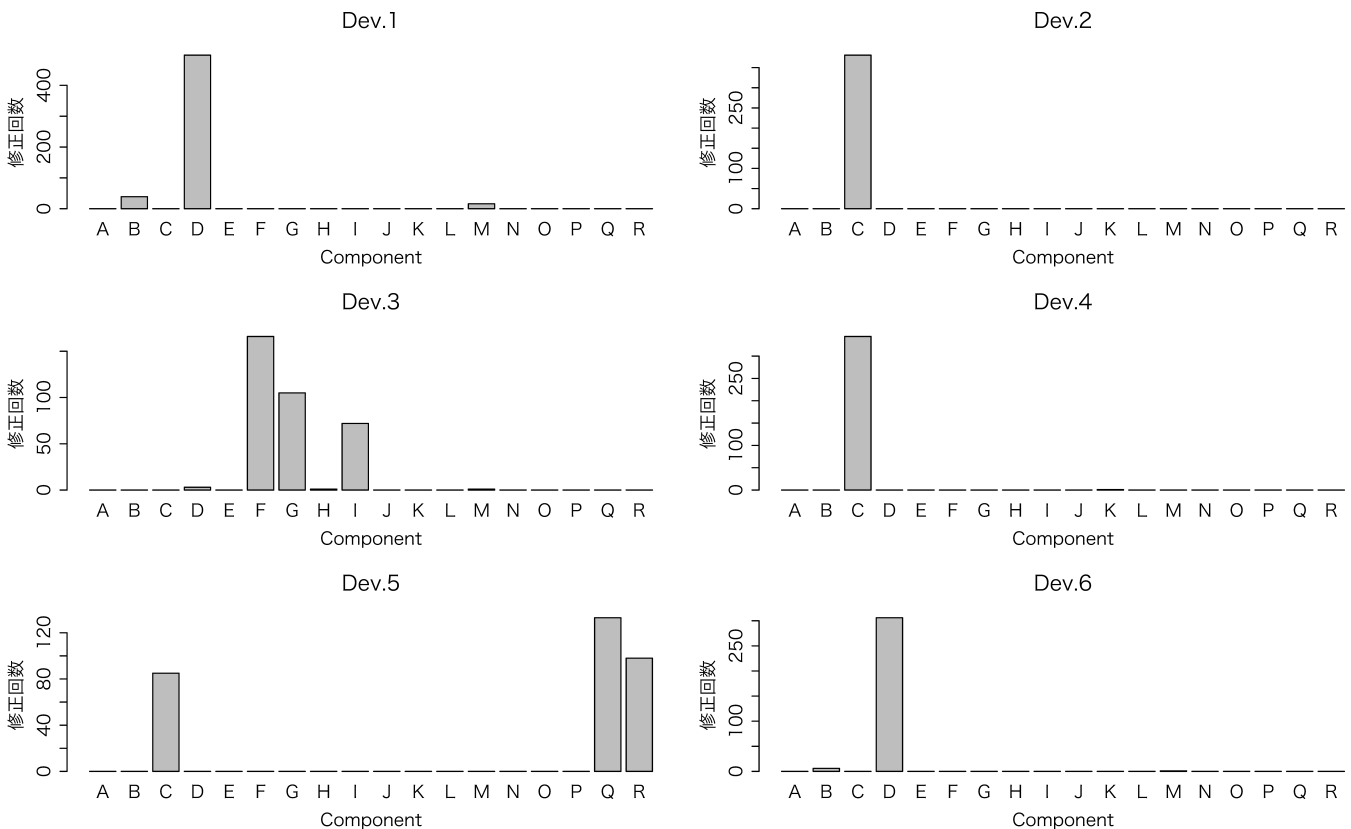 Dev.1
修正回数
0 200 400
A B C D E F G H I J K L M N O P Q R
Component
Dev.2
修正回数
0 100 250
A B C D E F G H I J K L M N O P Q R
Component
Dev.3
修正回数
0 50 100
A B C D E F G H I J K L M N O P Q R
Component
Dev.4
修正回数
0 100 250
A B C D E F G H I J K L M N O P Q R
Component
Dev.5
修正回数
0 40 80 120
A B C D E F G H I J K L M N O P Q R
Component
Dev.6
修正回数
0 100 250
A B C D E F G H I J K L M N O P Q R
Component